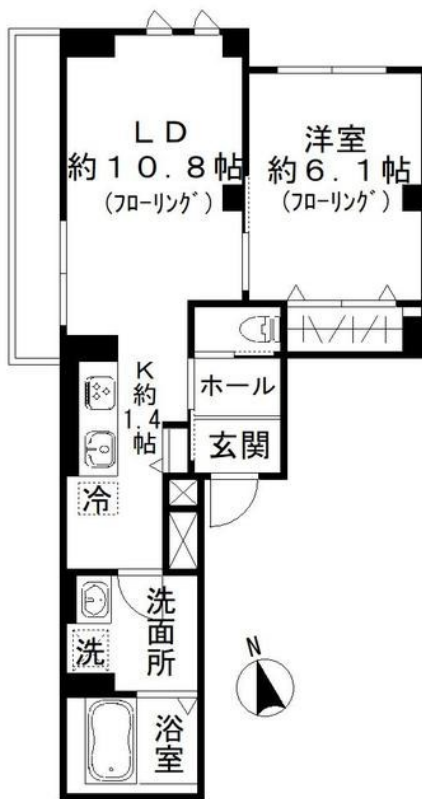 LD
約10.8帖
(フローリング)
洋室
約6.1帖
(フローリング)
K
約
1.4
帖
ホール
玄関
冷
洗面所
洗
浴室
N